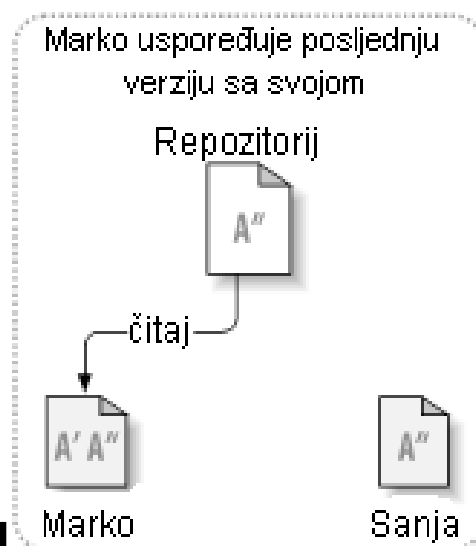 Marko uspoređuje posljednju
verziju sa svojom
Repozitorij
A"
čitaj
A' A"
A"
Marko
Sanja